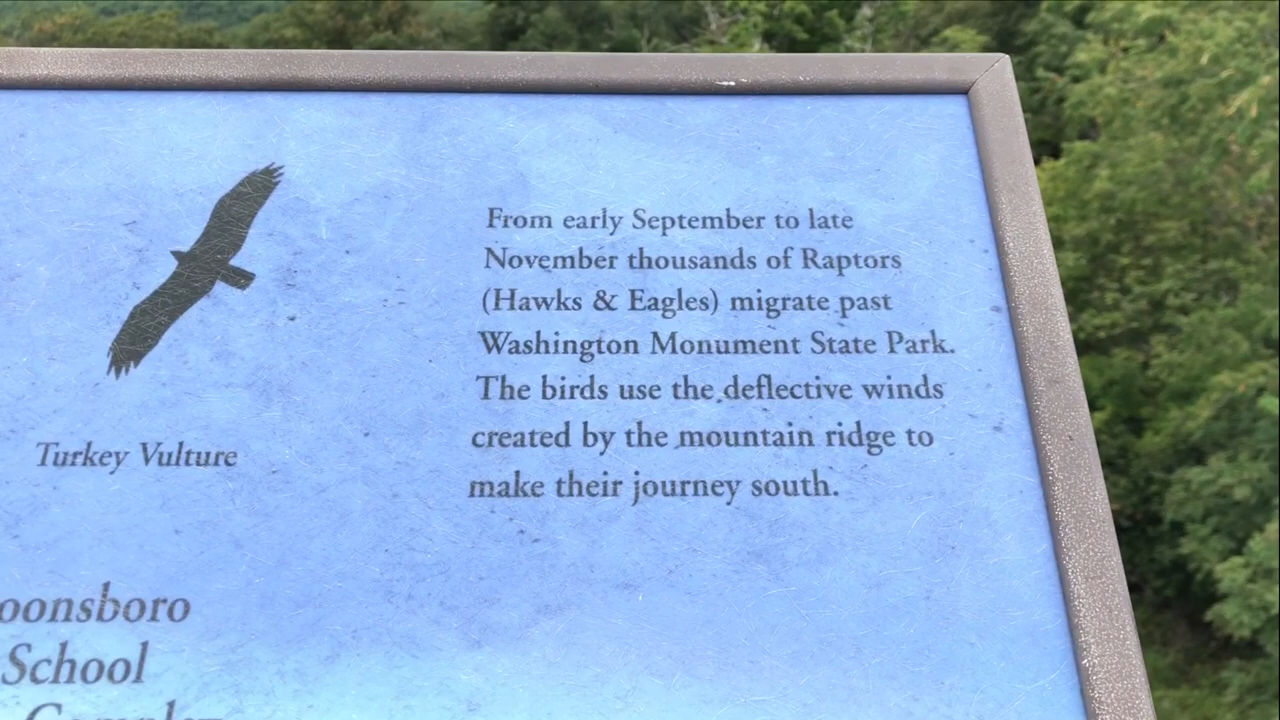 From early September to late
November thousands of Raptors
(Hawks & Eagles) migrate past
Washington Monument State Park.
The birds use the deflective winds
created by the mountain ridge to
make their journey south.
Turkey Vulture
oonsboro
School